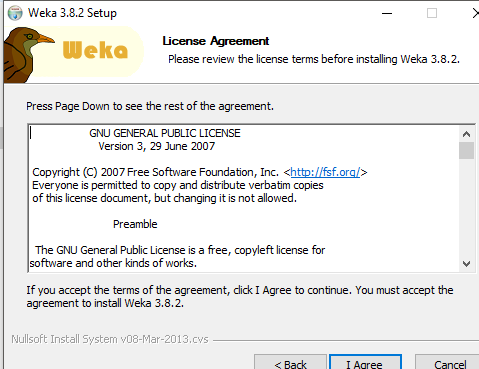 Weka 3.8.2 Setup
Weka
License Agreement
Please review the license terms before installing Weka 3.8.2.
Press Page Down to see the rest of the agreement.
GNU GENERAL PUBLIC LICENSE
Version 3, 29 June 2007
Copyright (C) 2007 Free Software Foundation, Inc. <http://fsf.org/>
Everyone is permitted to copy and distribute verbatim copies
of this license document, but changing it is not allowed.
Preamble
The GNU General Public License is a free, copyleft license for
software and other kinds of works.
If you accept the terms of the agreement, click I Agree to continue. You must accept the
agreement to install Weka 3.8.2.
Nullsoft Install System v08-Mar-2013.cvs
< Back I Agree Cancel